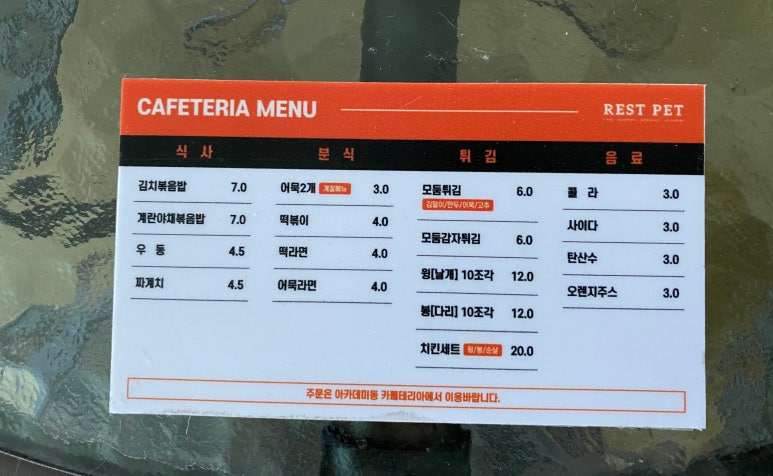 CAFETERIA MENU
REST PET
식 사
김치볶음밥 7.0
계란야채볶음밥 7.0
우 동 4.5
짜계치 4.5
분 식
어묵2개 계절메뉴 3.0
떡볶이 4.0
떡라면 4.0
어묵라면 4.0
튀 김
모둠튀김 6.0
김말이/만두/어묵/고추
모둠감자튀김 6.0
윙[날개] 10조각 12.0
봉[다리] 10조각 12.0
치킨세트 윙/봉/순살 20.0
음 료
콜 라 3.0
사이다 3.0
탄산수 3.0
오렌지주스 3.0
주문은 아카데미동 카페테리아에서 이용바랍니다.